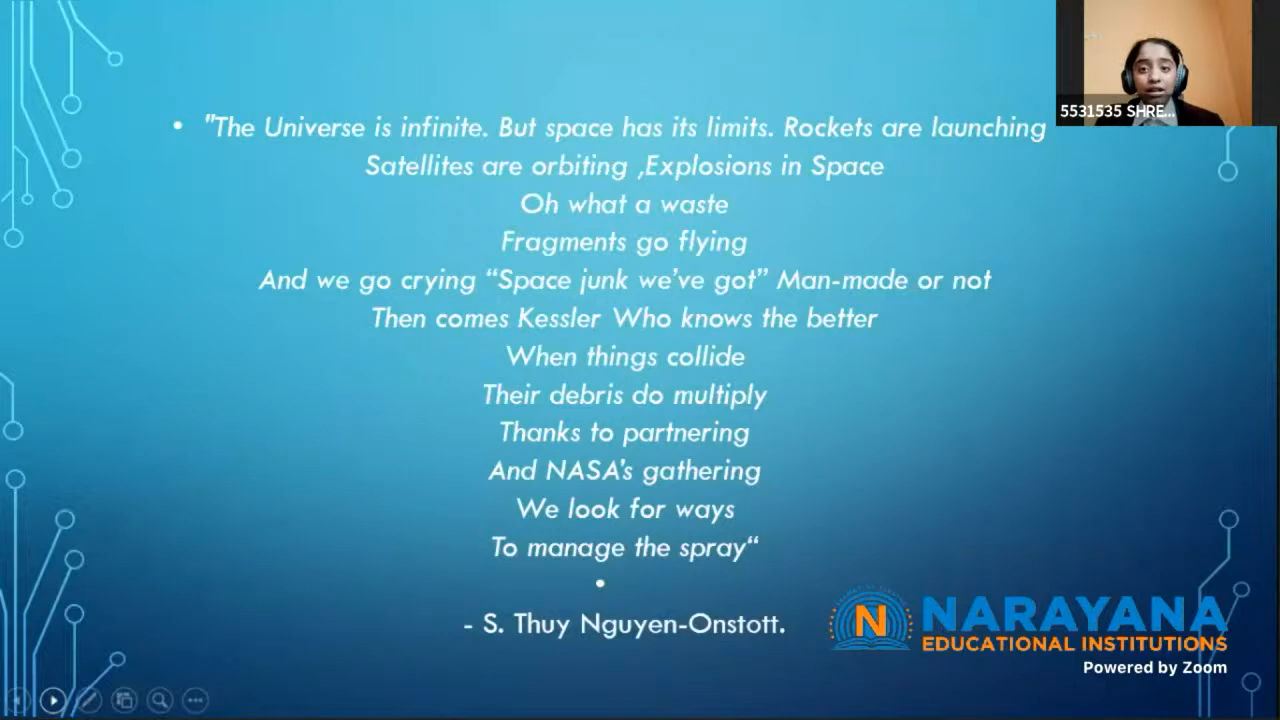 • "The Universe is infinite. But space has its limits. Rockets are launching
Satellites are orbiting ,Explosions in Space
Oh what a waste
Fragments go flying
And we go crying “Space junk we’ve got” Man-made or not
Then comes Kessler Who knows the better
When things collide
Their debris do multiply
Thanks to partnering
And NASA’s gathering
We look for ways
To manage the spray“
•
- S. Thuy Nguyen-Onstott.
5531535 SHRE...
N NARAYANA
EDUCATIONAL INSTITUTIONS
Powered by Zoom